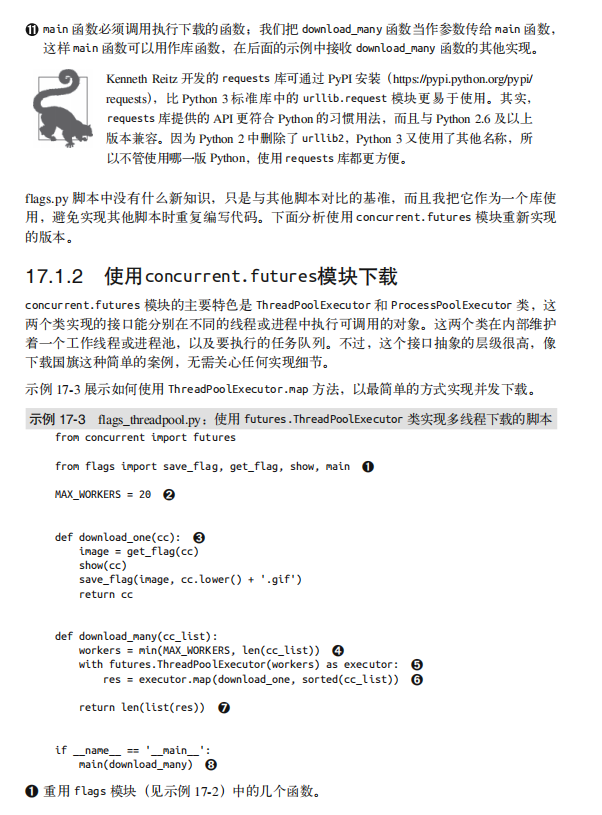 ⓫ main 函数必须调用执行下载的函数；我们把 download_many 函数当作参数传给 main 函数，
这样 main 函数可以用作库函数，在后面的示例中接收 download_many 函数的其他实现。
Kenneth Reitz 开发的 requests 库可通过 PyPI 安装（https://pypi.python.org/pypi/
requests），比 Python 3 标准库中的 urllib.request 模块更易于使用。其实，
requests 库提供的 API 更符合 Python 的习惯用法，而且与 Python 2.6 及以上
版本兼容。因为 Python 2 中删除了 urllib2，Python 3 又使用了其他名称，所
以不管使用哪一版 Python，使用 requests 库都更方便。
flags.py 脚本中没有什么新知识，只是与其他脚本对比的基准，而且我把它作为一个库使
用，避免实现其他脚本时重复编写代码。下面分析使用 concurrent.futures 模块重新实现
的版本。
17.1.2 使用concurrent.futures模块下载
concurrent.futures 模块的主要特色是 ThreadPoolExecutor 和 ProcessPoolExecutor 类，这
两个类实现的接口能分别在不同的线程或进程中执行可调用的对象。这两个类在内部维护
着一个工作线程或进程池，以及要执行的任务队列。不过，这个接口抽象的层级很高，像
下载国旗这种简单的案例，无需关心任何实现细节。
示例 17-3 展示如何使用 ThreadPoolExecutor.map 方法，以最简单的方式实现并发下载。
示例 17-3 flags_threadpool.py：使用 futures.ThreadPoolExecutor 类实现多线程下载的脚本
from concurrent import futures
from flags import save_flag, get_flag, show, main ❶
MAX_WORKERS = 20 ❷
def download_one(cc): ❸
    image = get_flag(cc)
    show(cc)
    save_flag(image, cc.lower() + '.gif')
    return cc
def download_many(cc_list):
    workers = min(MAX_WORKERS, len(cc_list)) ❹
    with futures.ThreadPoolExecutor(workers) as executor: ❺
        res = executor.map(download_one, sorted(cc_list)) ❻
    return len(list(res)) ❼
if __name__ == '__main__':
    main(download_many) ❽
❶ 重用 flags 模块（见示例 17-2）中的几个函数。